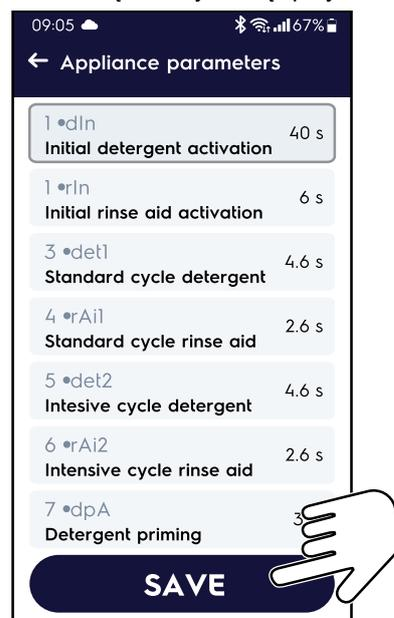 09:05 67%
← Appliance parameters
1 •dIn
Initial detergent activation
40 s
1 •rIn
Initial rinse aid activation
6 s
3 •det1
Standard cycle detergent
4.6 s
4 •rAi1
Standard cycle rinse aid
2.6 s
5 •det2
Intesive cycle detergent
4.6 s
6 •rAi2
Intensive cycle rinse aid
2.6 s
7 •dpA
Detergent priming
SAVE